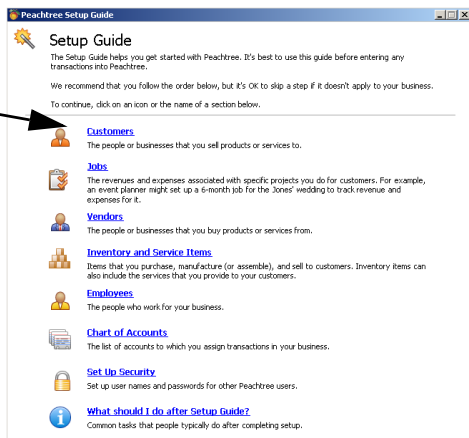 Peachtree Setup Guide
Setup Guide
The Setup Guide helps you get started with Peachtree. It's best to use this guide before entering any
transactions into Peachtree.
We recommend that you follow the order below, but it's OK to skip a step if it doesn't apply to your business.
To continue, click on an icon or the name of a section below.
Customers
The people or businesses that you sell products or services to.
Jobs
The revenues and expenses associated with specific projects you do for customers. For example,
an event planner might set up a 6-month job for the Jones' wedding to track revenue and
expenses for it.
Vendors
The people or businesses that you buy products or services from.
Inventory and Service Items
Items that you purchase, manufacture (or assemble), and sell to customers. Inventory items can
also include the services that you provide to your customers.
Employees
The people who work for your business.
Chart of Accounts
The list of accounts to which you assign transactions in your business.
Set Up Security
Set up user names and passwords for other Peachtree users.
What should I do after Setup Guide?
Common tasks that people typically do after completing setup.